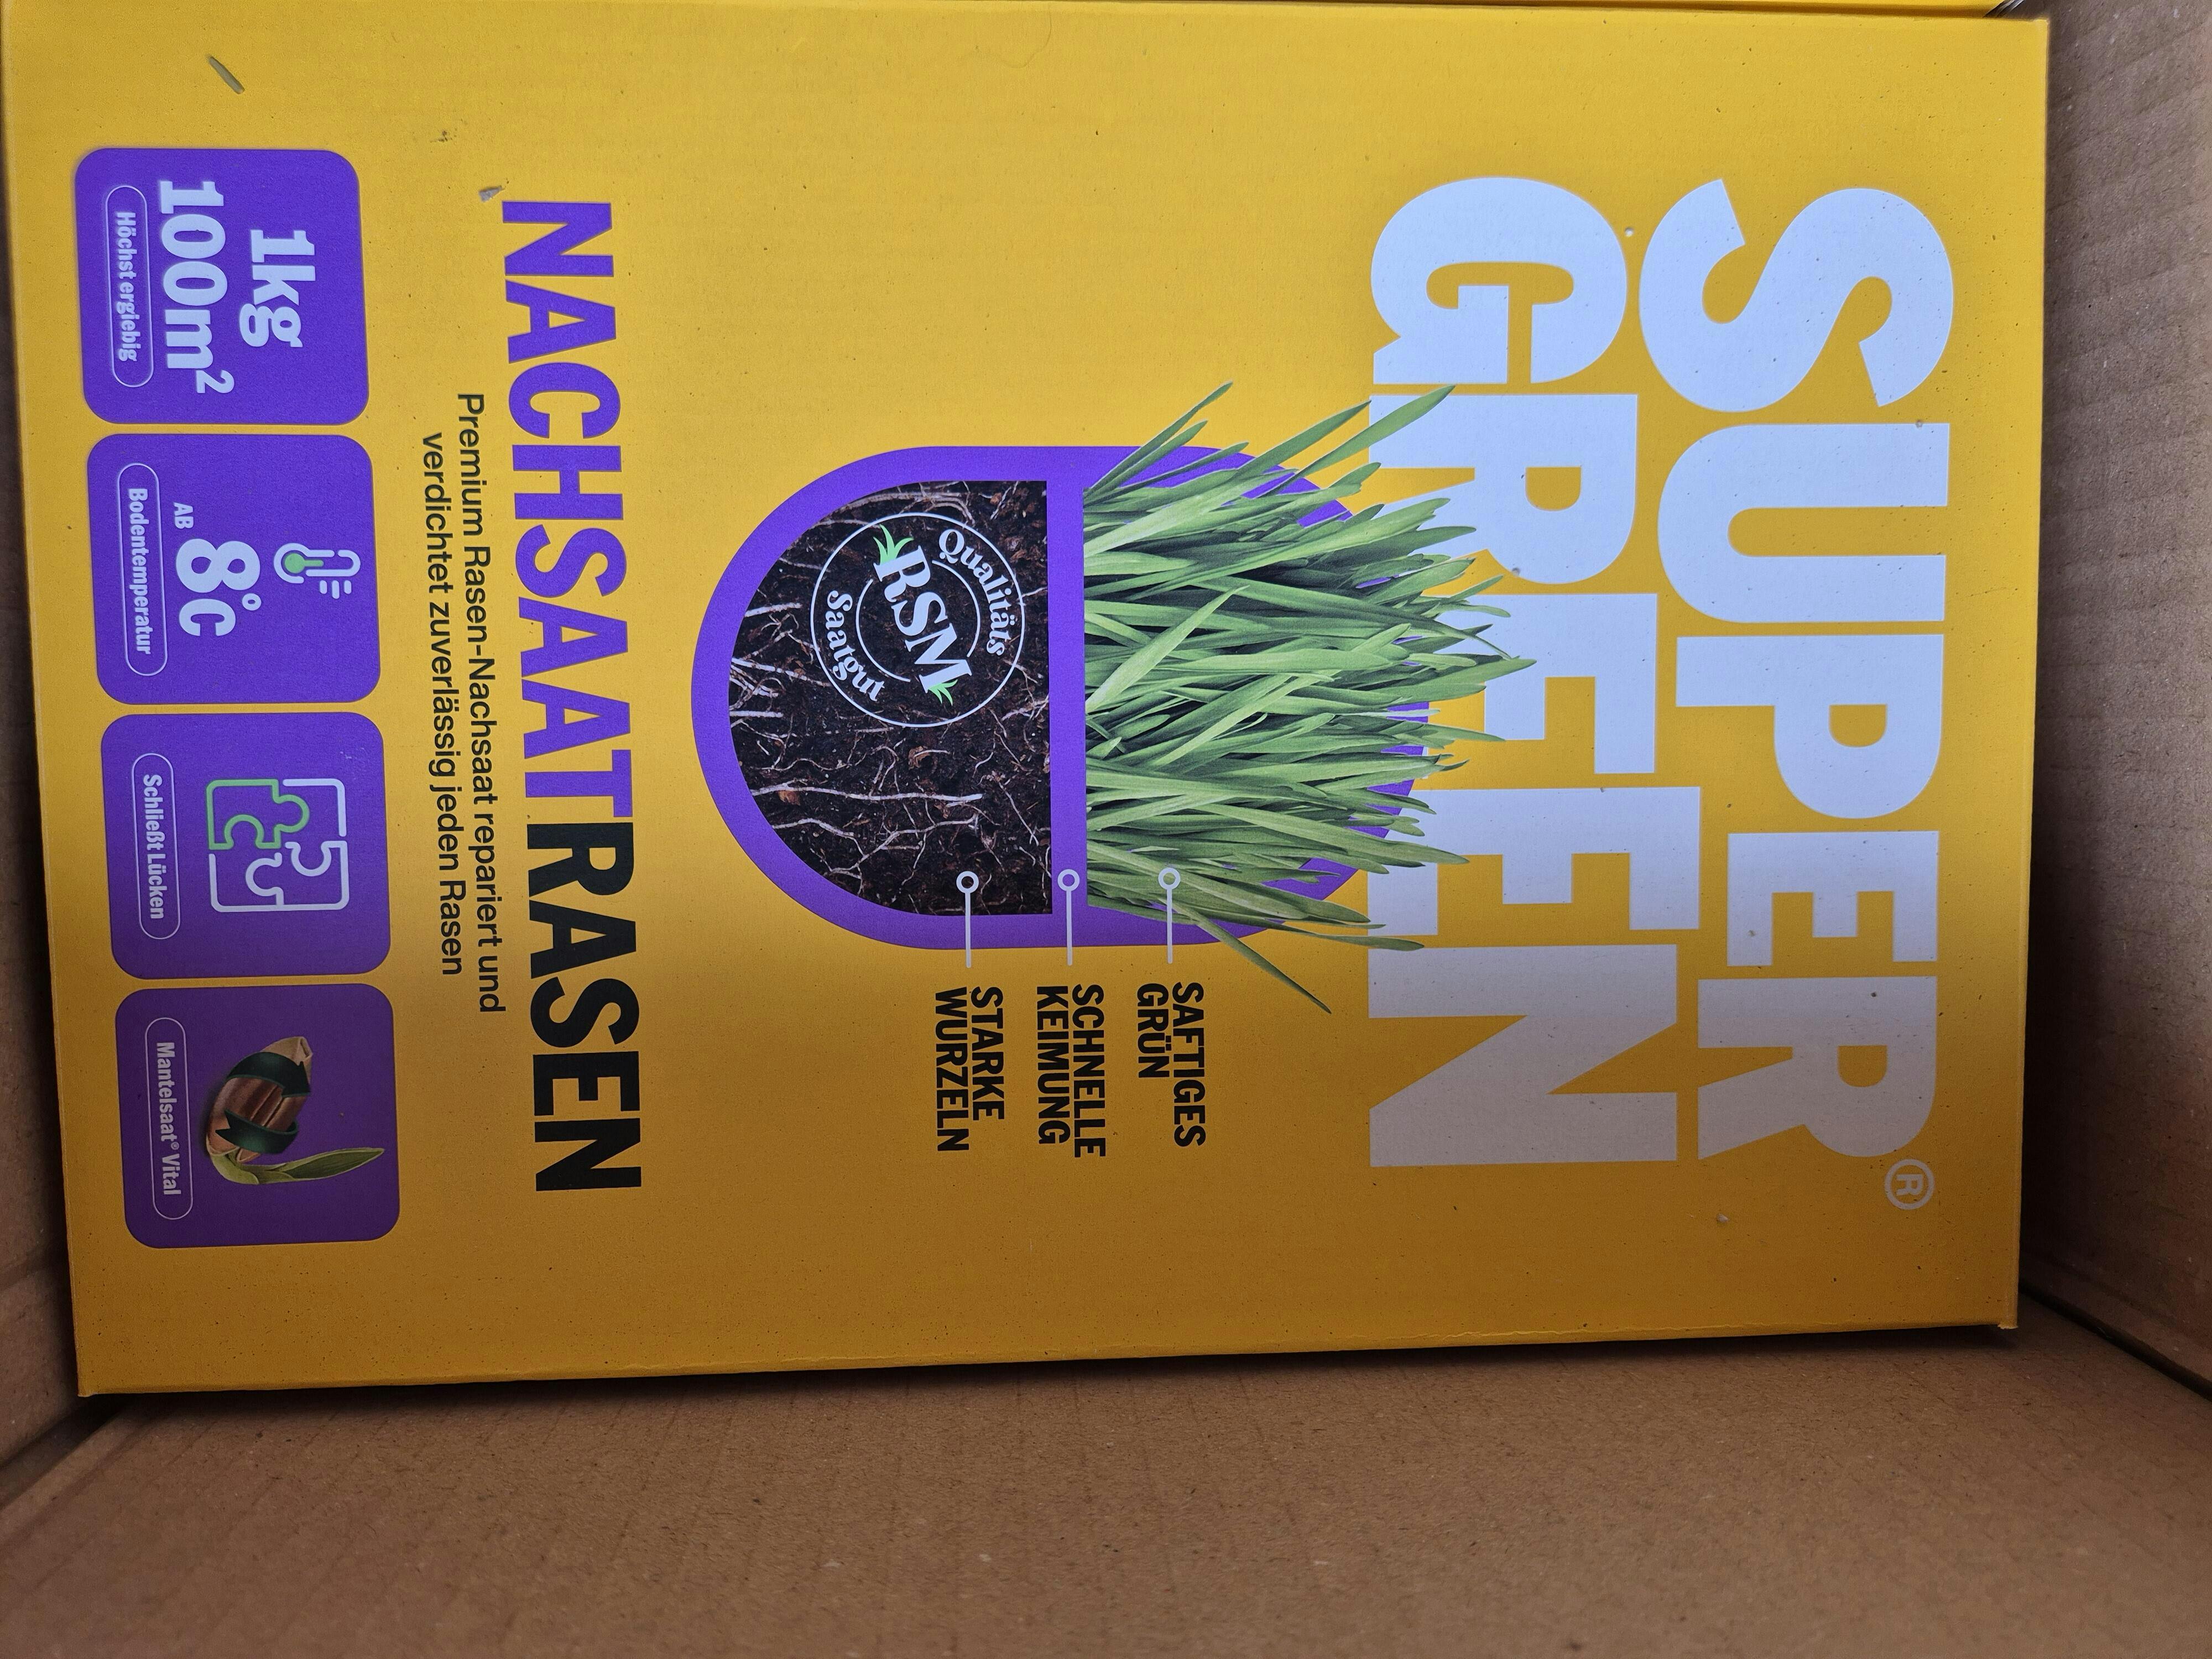 SUPER®
GREEN
SAFTIGES
GRÜN
SCHNELLE
KEIMUNG
STARKE
WURZELN
Qualitäts
RSM
Saatgut
NACHSAATRASEN
Premium Rasen-Nachsaat repariert und
verdichtet zuverlässig jeden Rasen
1kg
100m²
Höchst ergiebig
AB 8°C
Bodentemperatur
Schließt Lücken
Mantelsaat® Vital